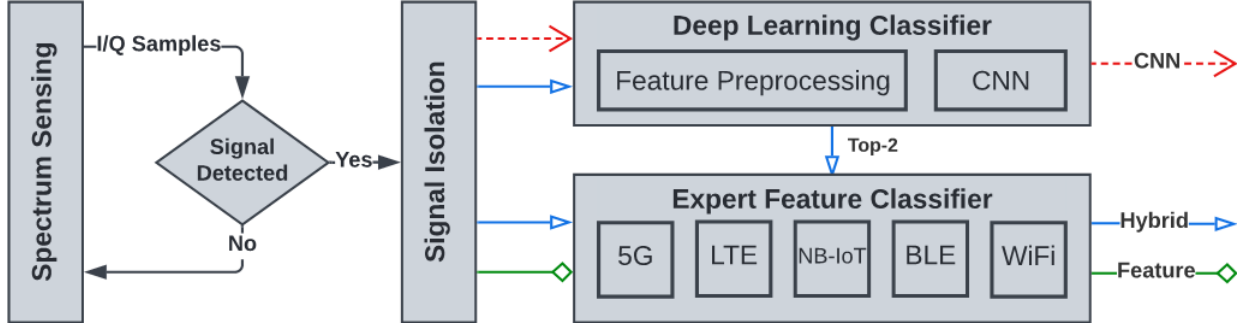 Spectrum Sensing
I/Q Samples
Signal
Detected
Yes
No
Signal Isolation
Deep Learning Classifier
Feature Preprocessing
CNN
CNN
Top-2
Expert Feature Classifier
5G
LTE
NB-IoT
BLE
WiFi
Hybrid
Feature